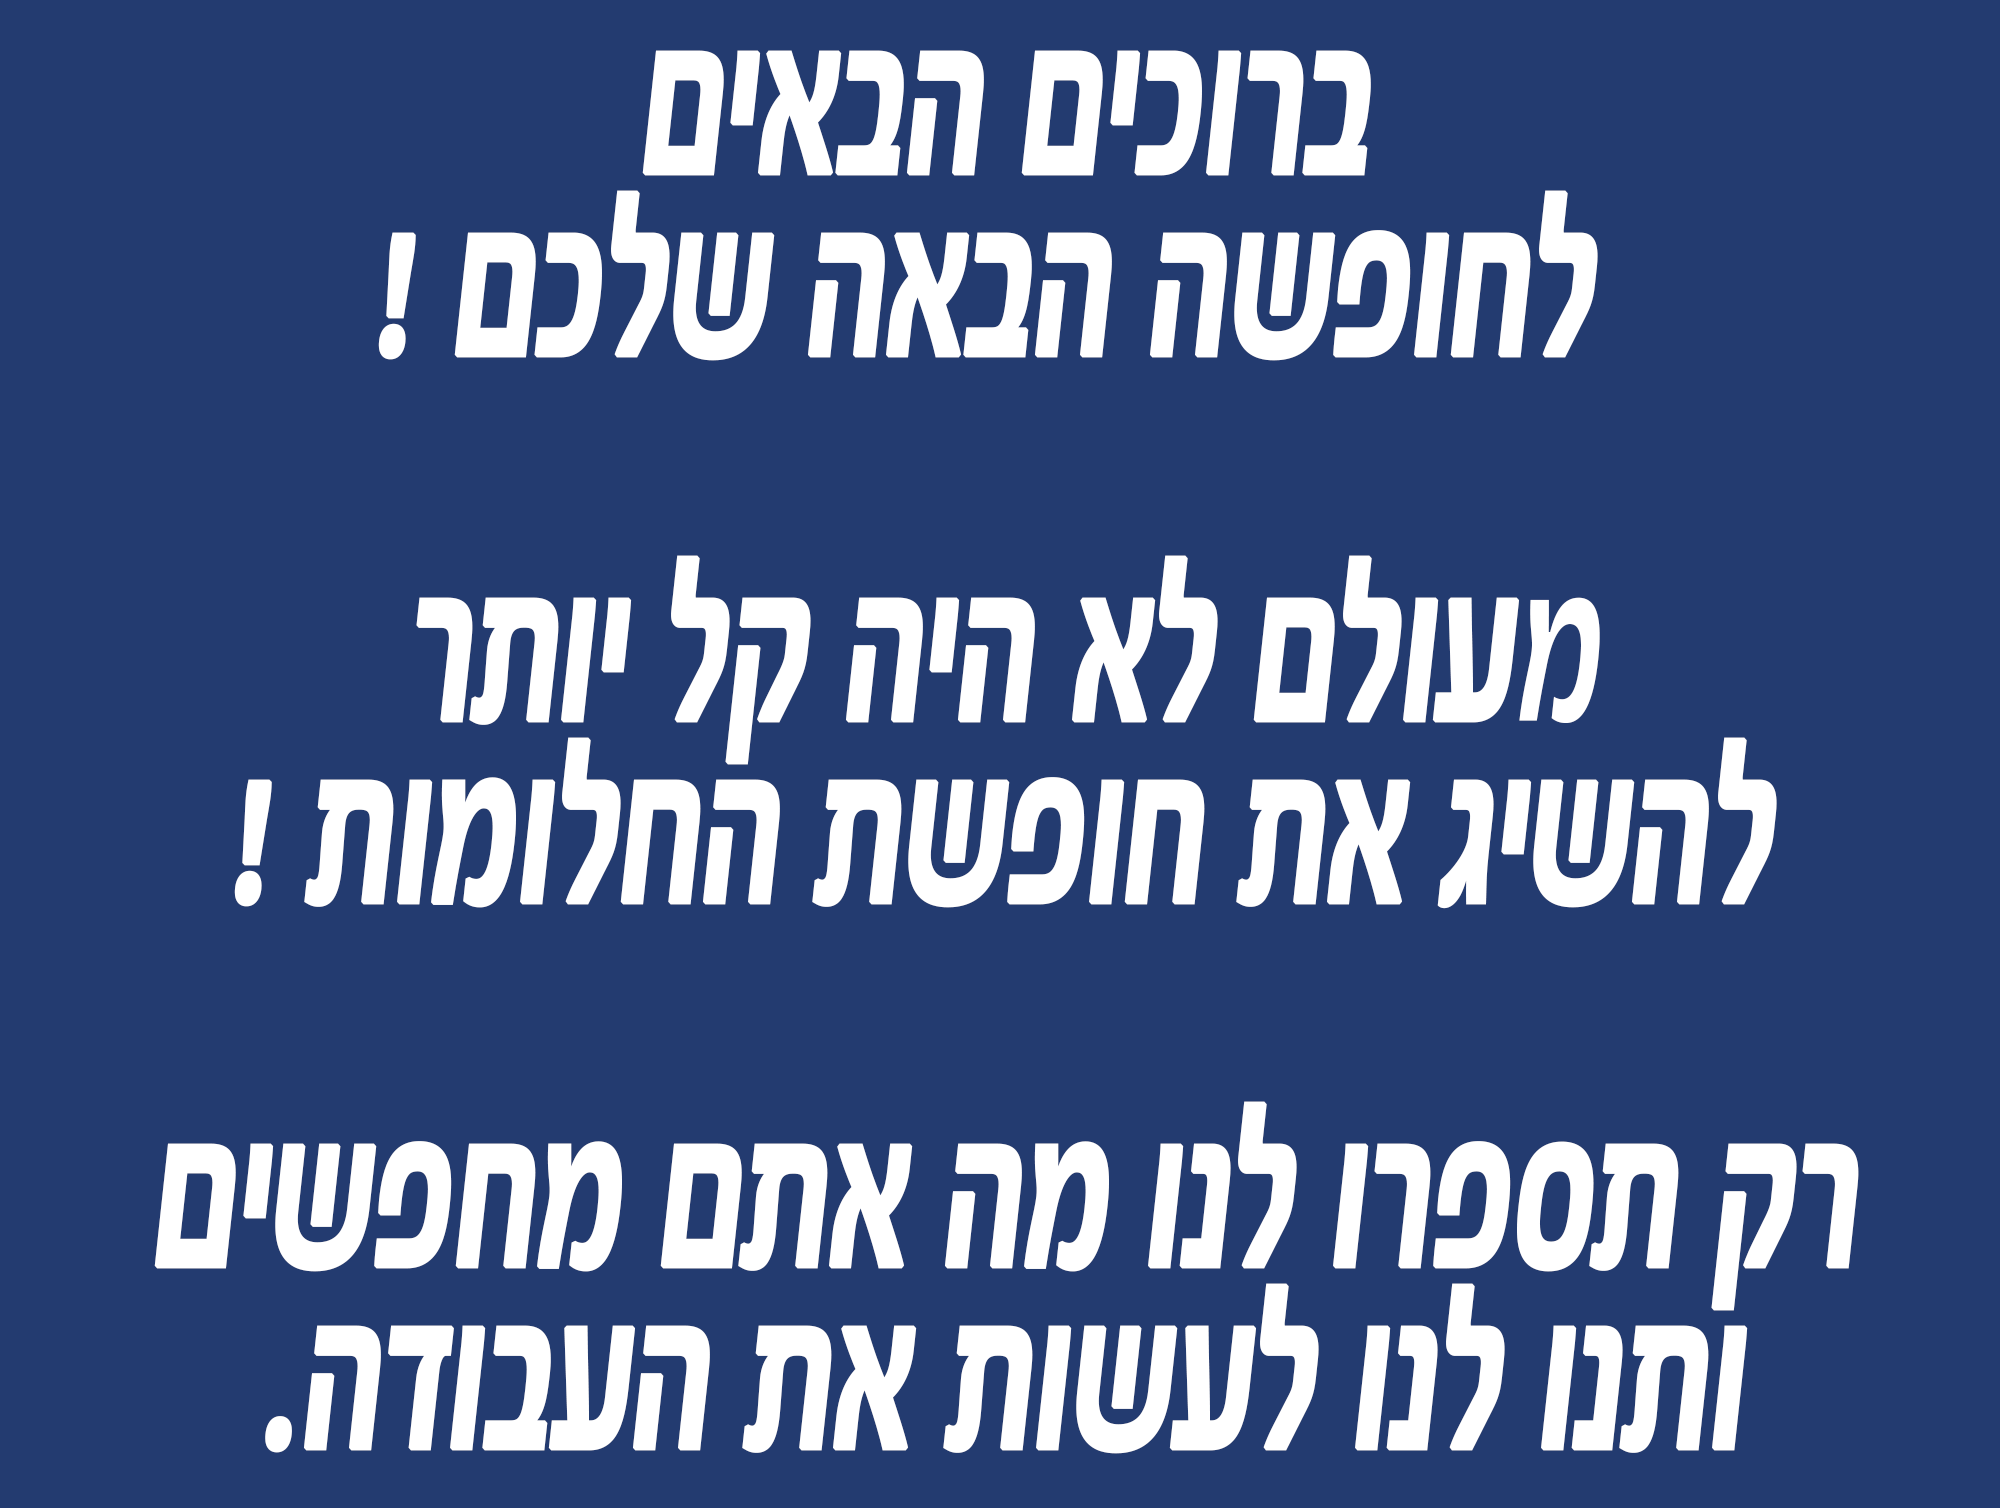 ברוכים הבאים
לחופשה הבאה שלכם !
מעולם לא היה קל יותר
להשיג את חופשת החלומות !
רק תספרו לנו מה אתם מחפשים
ותנו לנו לעשות את העבודה.